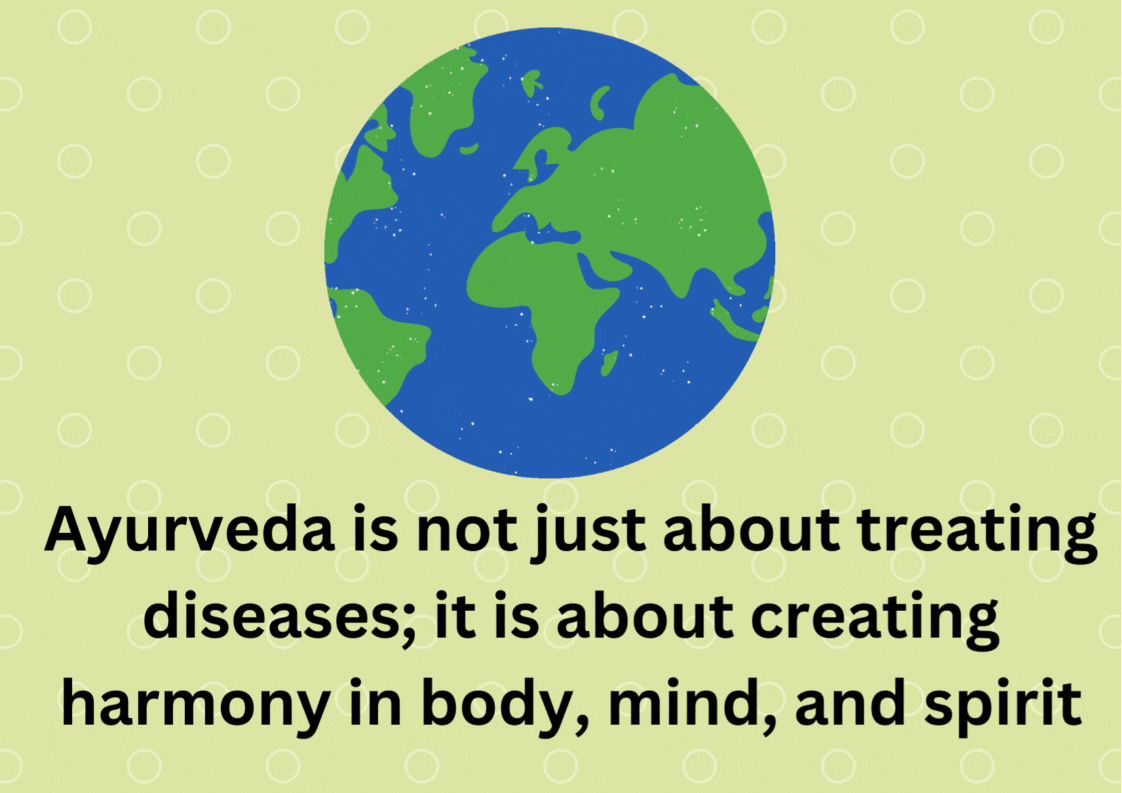 Ayurveda is not just about treating
diseases; it is about creating
harmony in body, mind, and spirit